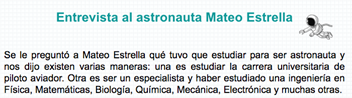 Entrevista al astronauta Mateo Estrella
Se le preguntó a Mateo Estrella qué tuvo que estudiar para ser astronauta y
nos dijo existen varias maneras: una es estudiar la carrera universitaria de
piloto aviador. Otra es ser un especialista y haber estudiado una ingeniería en
Física, Matemáticas, Biología, Química, Mecánica, Electrónica y muchas otras.